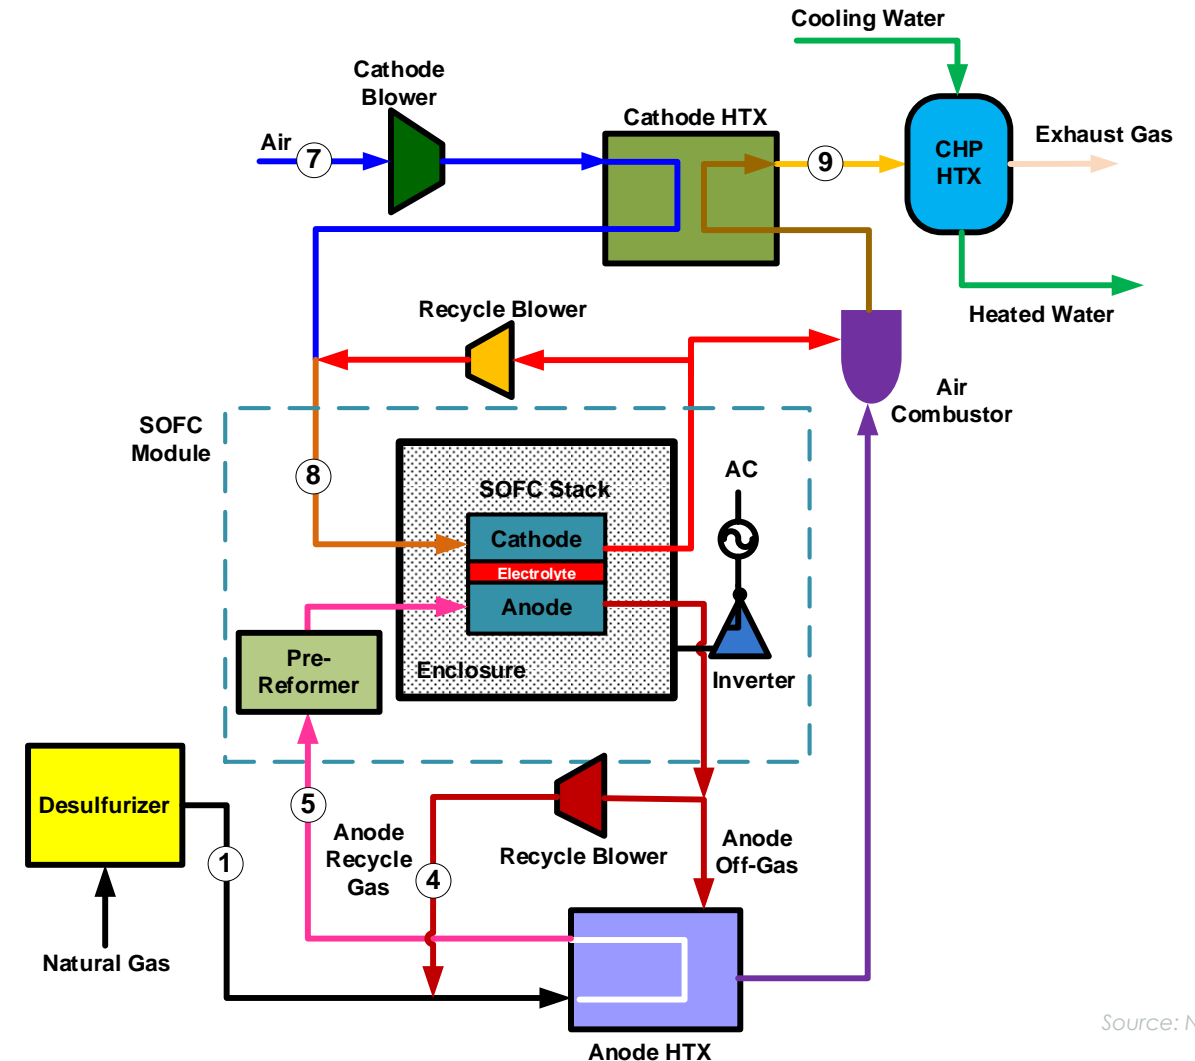 Cooling Water
Cathode
Blower
Cathode HTX
Air
7
9
CHP
HTX
Exhaust Gas
Recycle Blower
Heated Water
Air
Combustor
SOFC
Module
8
SOFC Stack
AC
Cathode
Electrolyte
Anode
Pre-
Reformer
Enclosure
Inverter
Desulfurizer
5
1
Anode
Recycle
Gas
4
Recycle Blower
Anode
Off-Gas
Natural Gas
Anode HTX
Source: